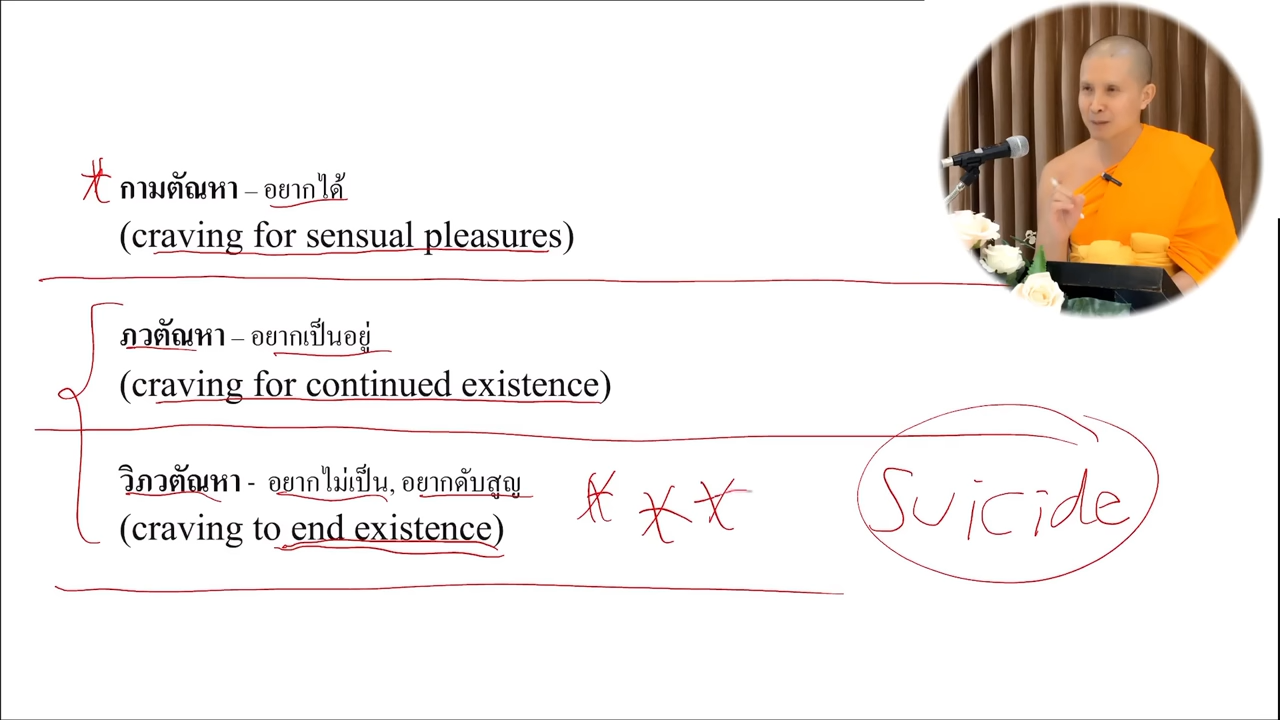 กามตัณหา – อยากได้
(craving for sensual pleasures)
ภวตัณหา – อยากเป็นอยู่
(craving for continued existence)
วิภวตัณหา - อยากไม่เป็น, อยากดับสูญ
(craving to end existence)
Suicide